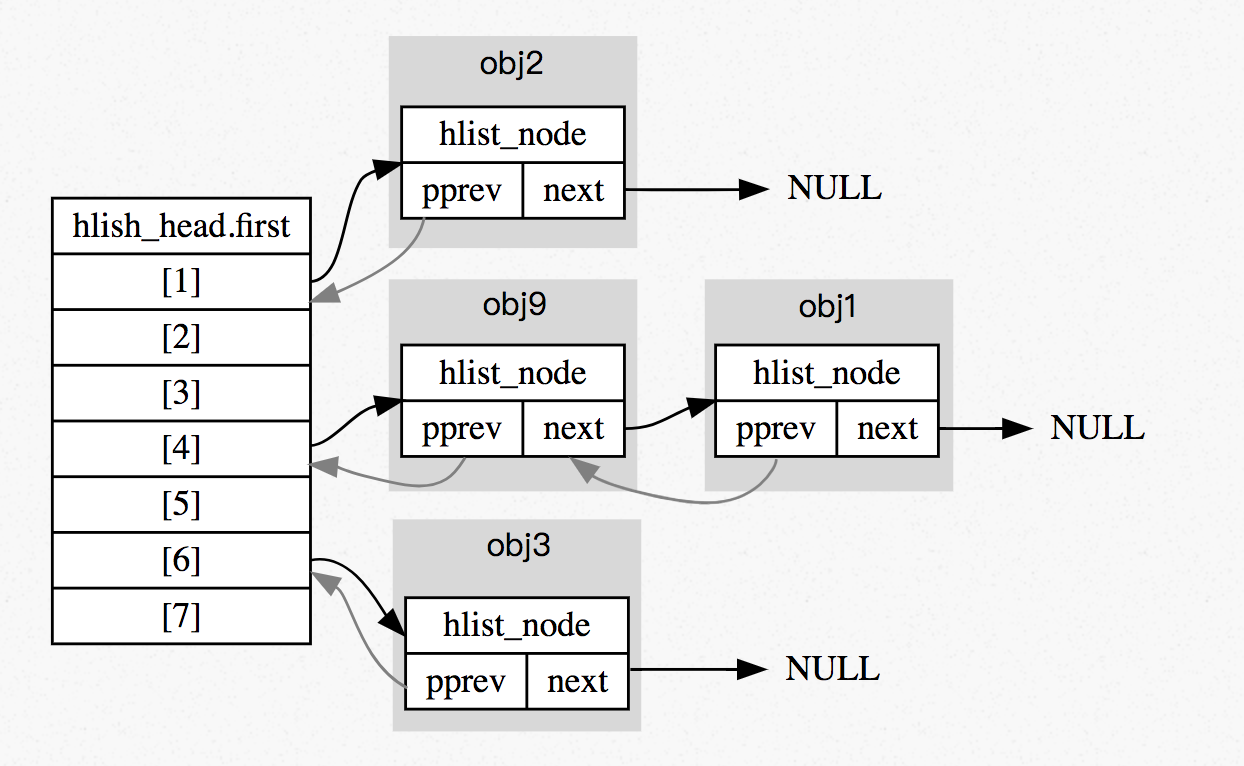 obj2
hlist_node
pprev next NULL
hlish_head.first
[1]
[2]
[3]
[4]
[5]
[6]
[7]
obj9
hlist_node
pprev next
obj1
hlist_node
pprev next NULL
obj3
hlist_node
pprev next NULL